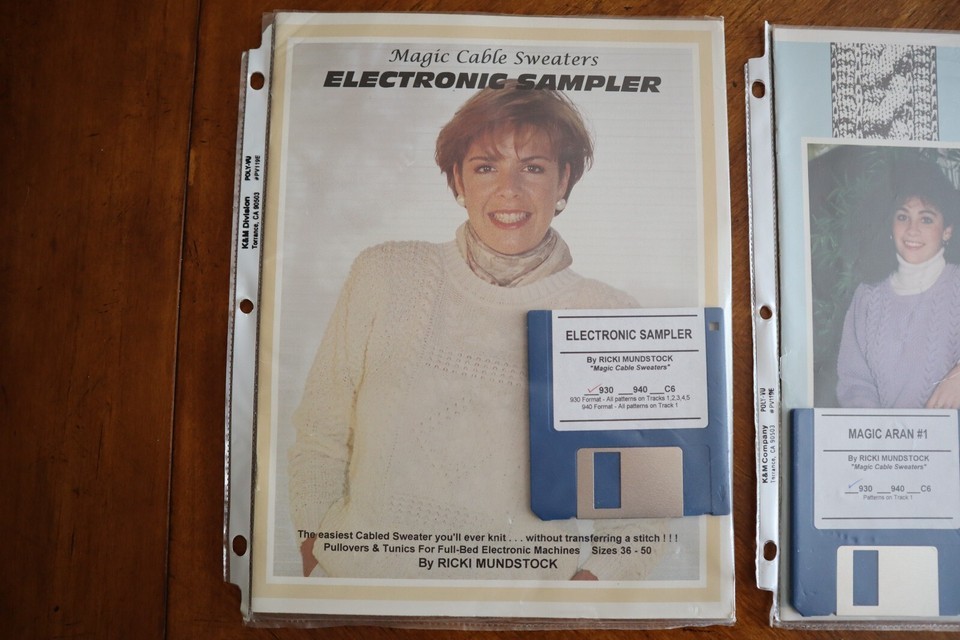 Magic Cable Sweaters
ELECTRONIC SAMPLER
K&M Division POLY-VU
Torrance, CA 90503 #PV119E
ELECTRONIC SAMPLER
By RICKI MUNDSTOCK
"Magic Cable Sweaters"
✓930 ___940 ___C6
930 Format - All patterns on Tracks 1,2,3,4,5
940 Format - All patterns on Track 1
The easiest Cabled Sweater you'll ever knit . . . without transferring a stitch ! ! !
Pullovers & Tunics For Full-Bed Electronic Machines Sizes 36 - 50
By RICKI MUNDSTOCK
K&M Company POLY-VU
Torrance, CA 90503 #PV119E
MAGIC ARAN #1
By RICKI MUNDSTOCK
"Magic Cable Sweaters"
✓930 ___940 ___C6
Patterns on Track 1